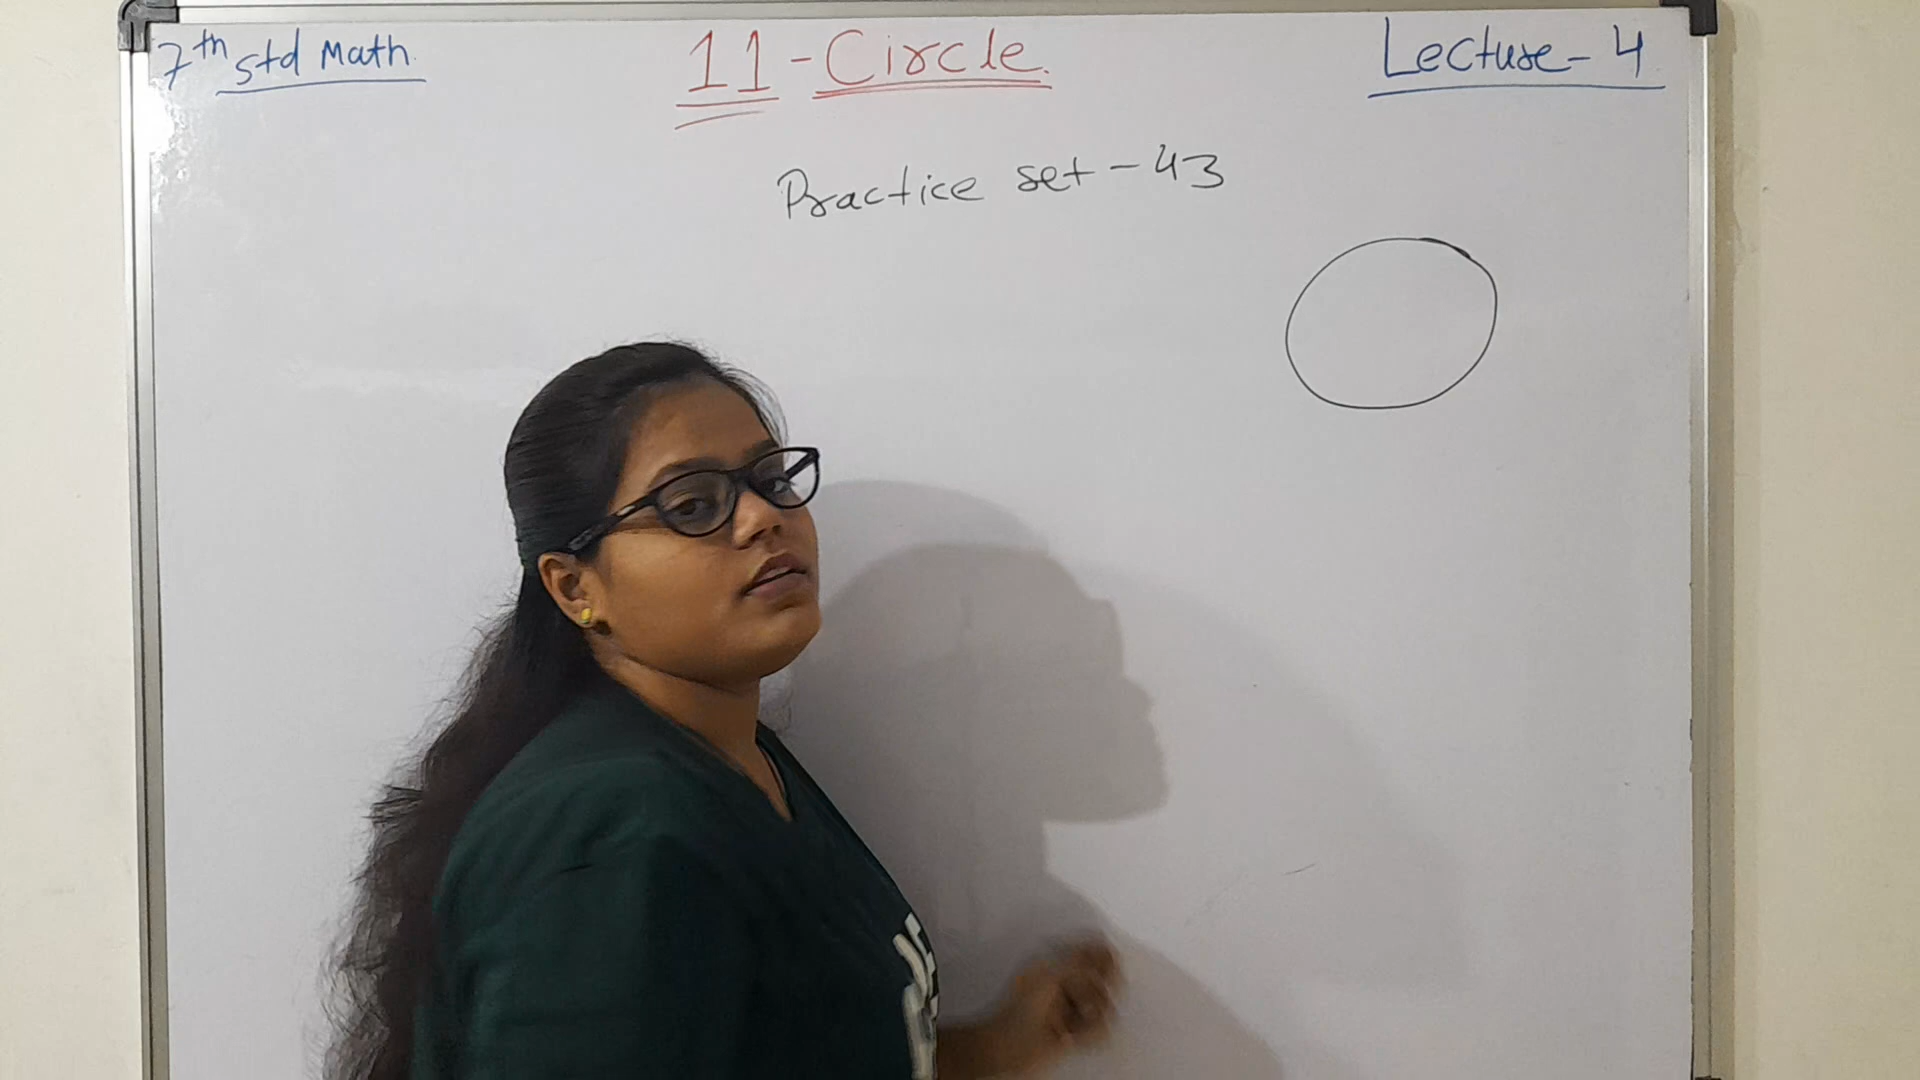 7th std Math.
11 - Circle.
Lecture - 4
Practice set - 43